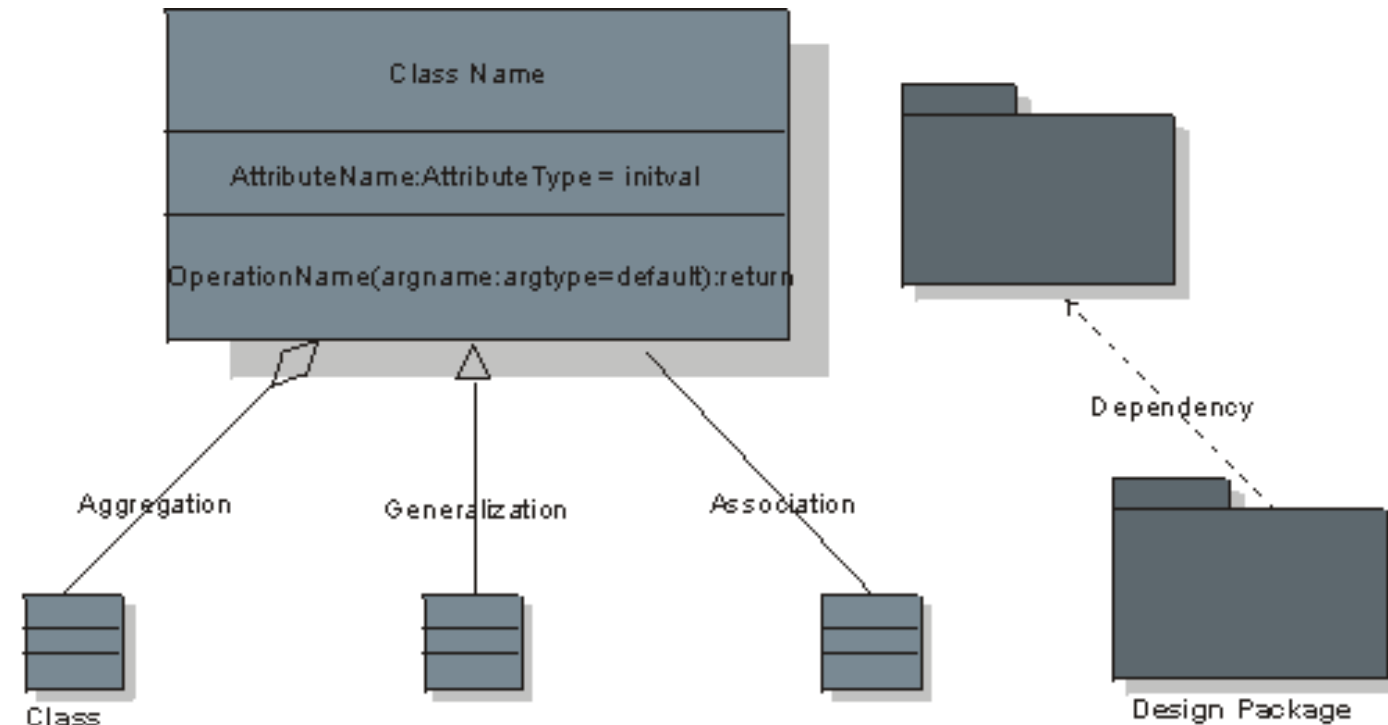 Class Name
AttributeName:AttributeType = initval
OperationName(argname:argtype=default):return
Dependency
Aggregation
Generalization
Association
Class
Design Package